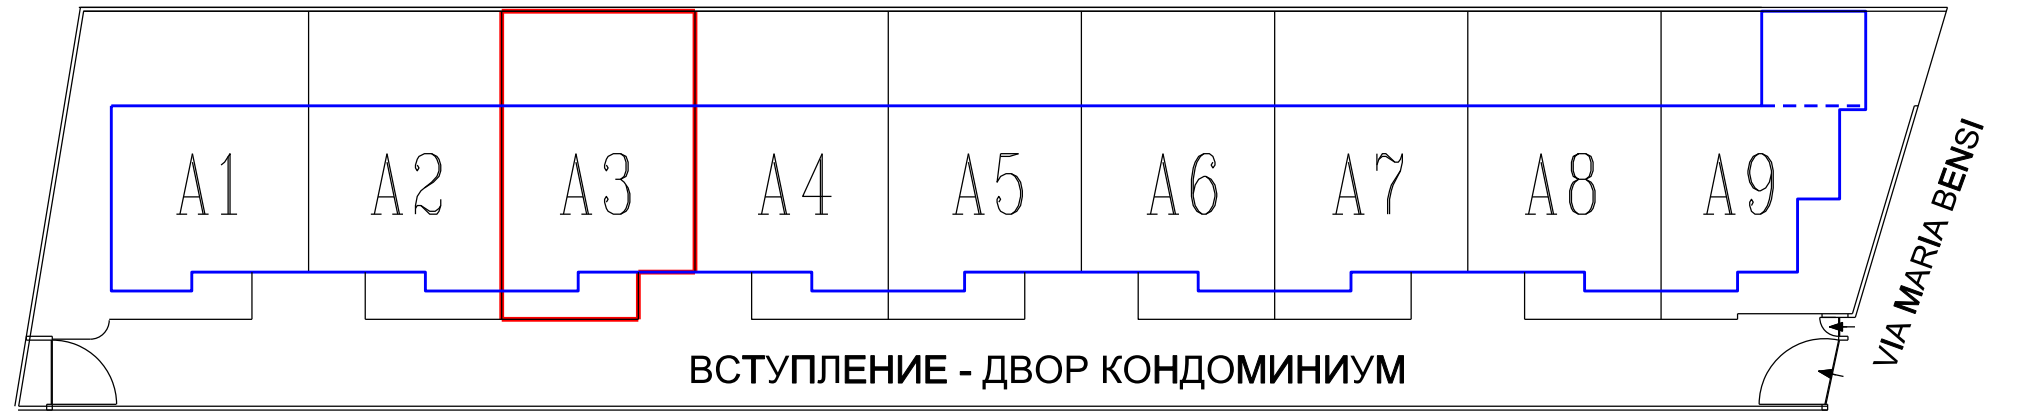 A1 A2 A3 A4 A5 A6 A7 A8 A9
VIA MARIA BENSI
ВСТУПЛЕНИЕ - ДВОР КОНДОМИНИУМ